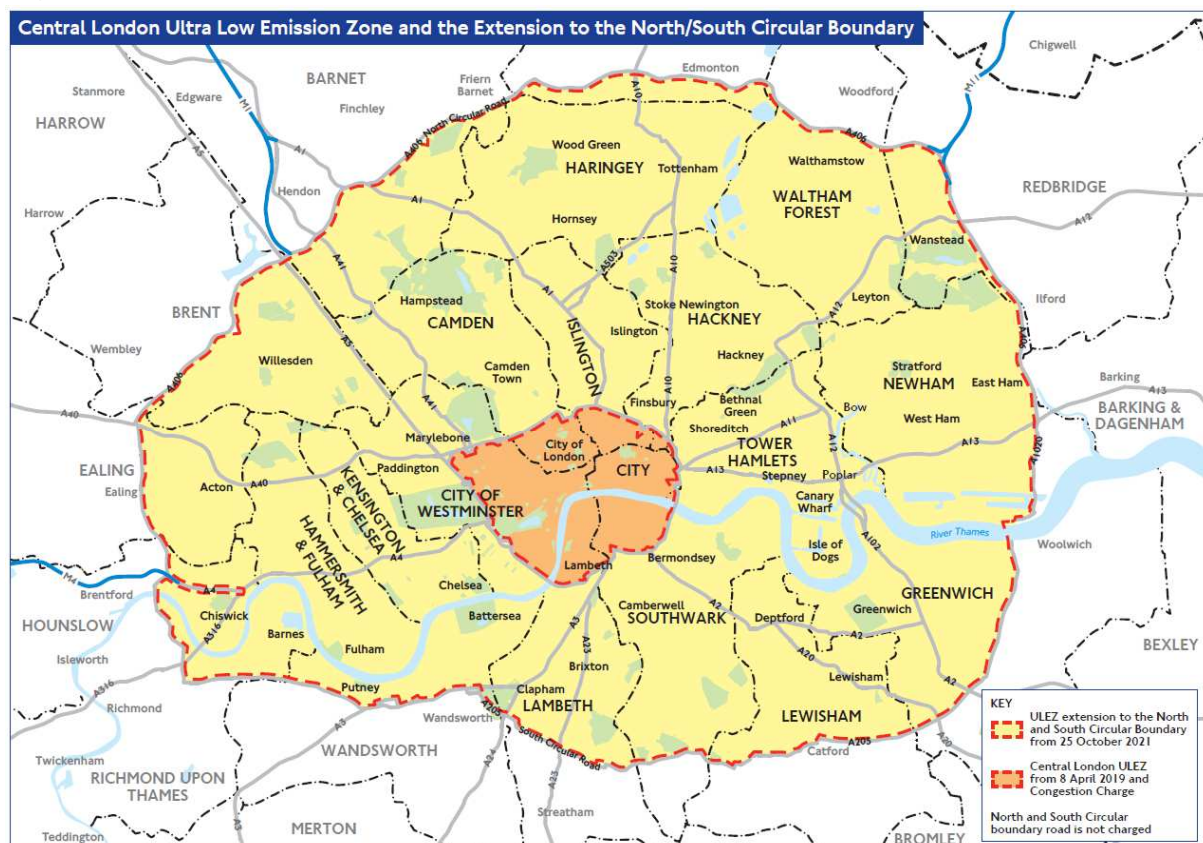 Central London Ultra Low Emission Zone and the Extension to the North/South Circular Boundary
Chigwell
Edmonton
BARNET
Friern
Barnet
Stanmore
Edgware
M1
Finchley
A10
Woodford
M11
HARROW
A5
A406 North Circular Road
A406
A1
Wood Green
HARINGEY
Tottenham
Walthamstow
Hendon
WALTHAM
FOREST
REDBRIDGE
Harrow
A1
Hornsey
A12
A41
A503
A10
Wanstead
BRENT
Hampstead
CAMDEN
A1
ISLINGTON
Stoke Newington
HACKNEY
Leyton
A12
Ilford
Wembley
A5
Islington
A406
Willesden
Hackney
Camden
Town
Stratford
NEWHAM
East Ham
A406
A10
Barking
A13
A40
A41
Finsbury
Bethnal
Green
Bow
West Ham
BARKING &
DAGENHAM
Marylebone
City of
London
Shoreditch
A11
TOWER
HAMLETS
A12
A13
EALING
Ealing
Paddington
CITY
A13
Stepney
Poplar
A1020
Acton
A40
KENSINGTON
& CHELSEA
CITY OF
WESTMINSTER
Canary
Wharf
HAMMERSMITH
& FULHAM
A4
River Thames
Isle of
Dogs
A102
Woolwich
M4
Bermondsey
Lambeth
Brentford
A4
Chelsea
GREENWICH
HOUNSLOW
Chiswick
Battersea
Camberwell
SOUTHWARK
A2
Deptford
Greenwich
A316
Barnes
A3
A2
BEXLEY
Isleworth
Fulham
A23
Brixton
A20
Lewisham
A316
Putney
Clapham
LAMBETH
A2
Richmond
A205
Wandsworth
LEWISHAM
A3
South Circular Road
A205
A20
Catford
WANDSWORTH
A24
Twickenham
RICHMOND UPON
THAMES
A23
Streatham
A3
MERTON
Teddington
BROMLEY
KEY
ULEZ extension to the North
and South Circular Boundary
from 25 October 2021
Central London ULEZ
from 8 April 2019 and
Congestion Charge
North and South Circular
boundary road is not charged